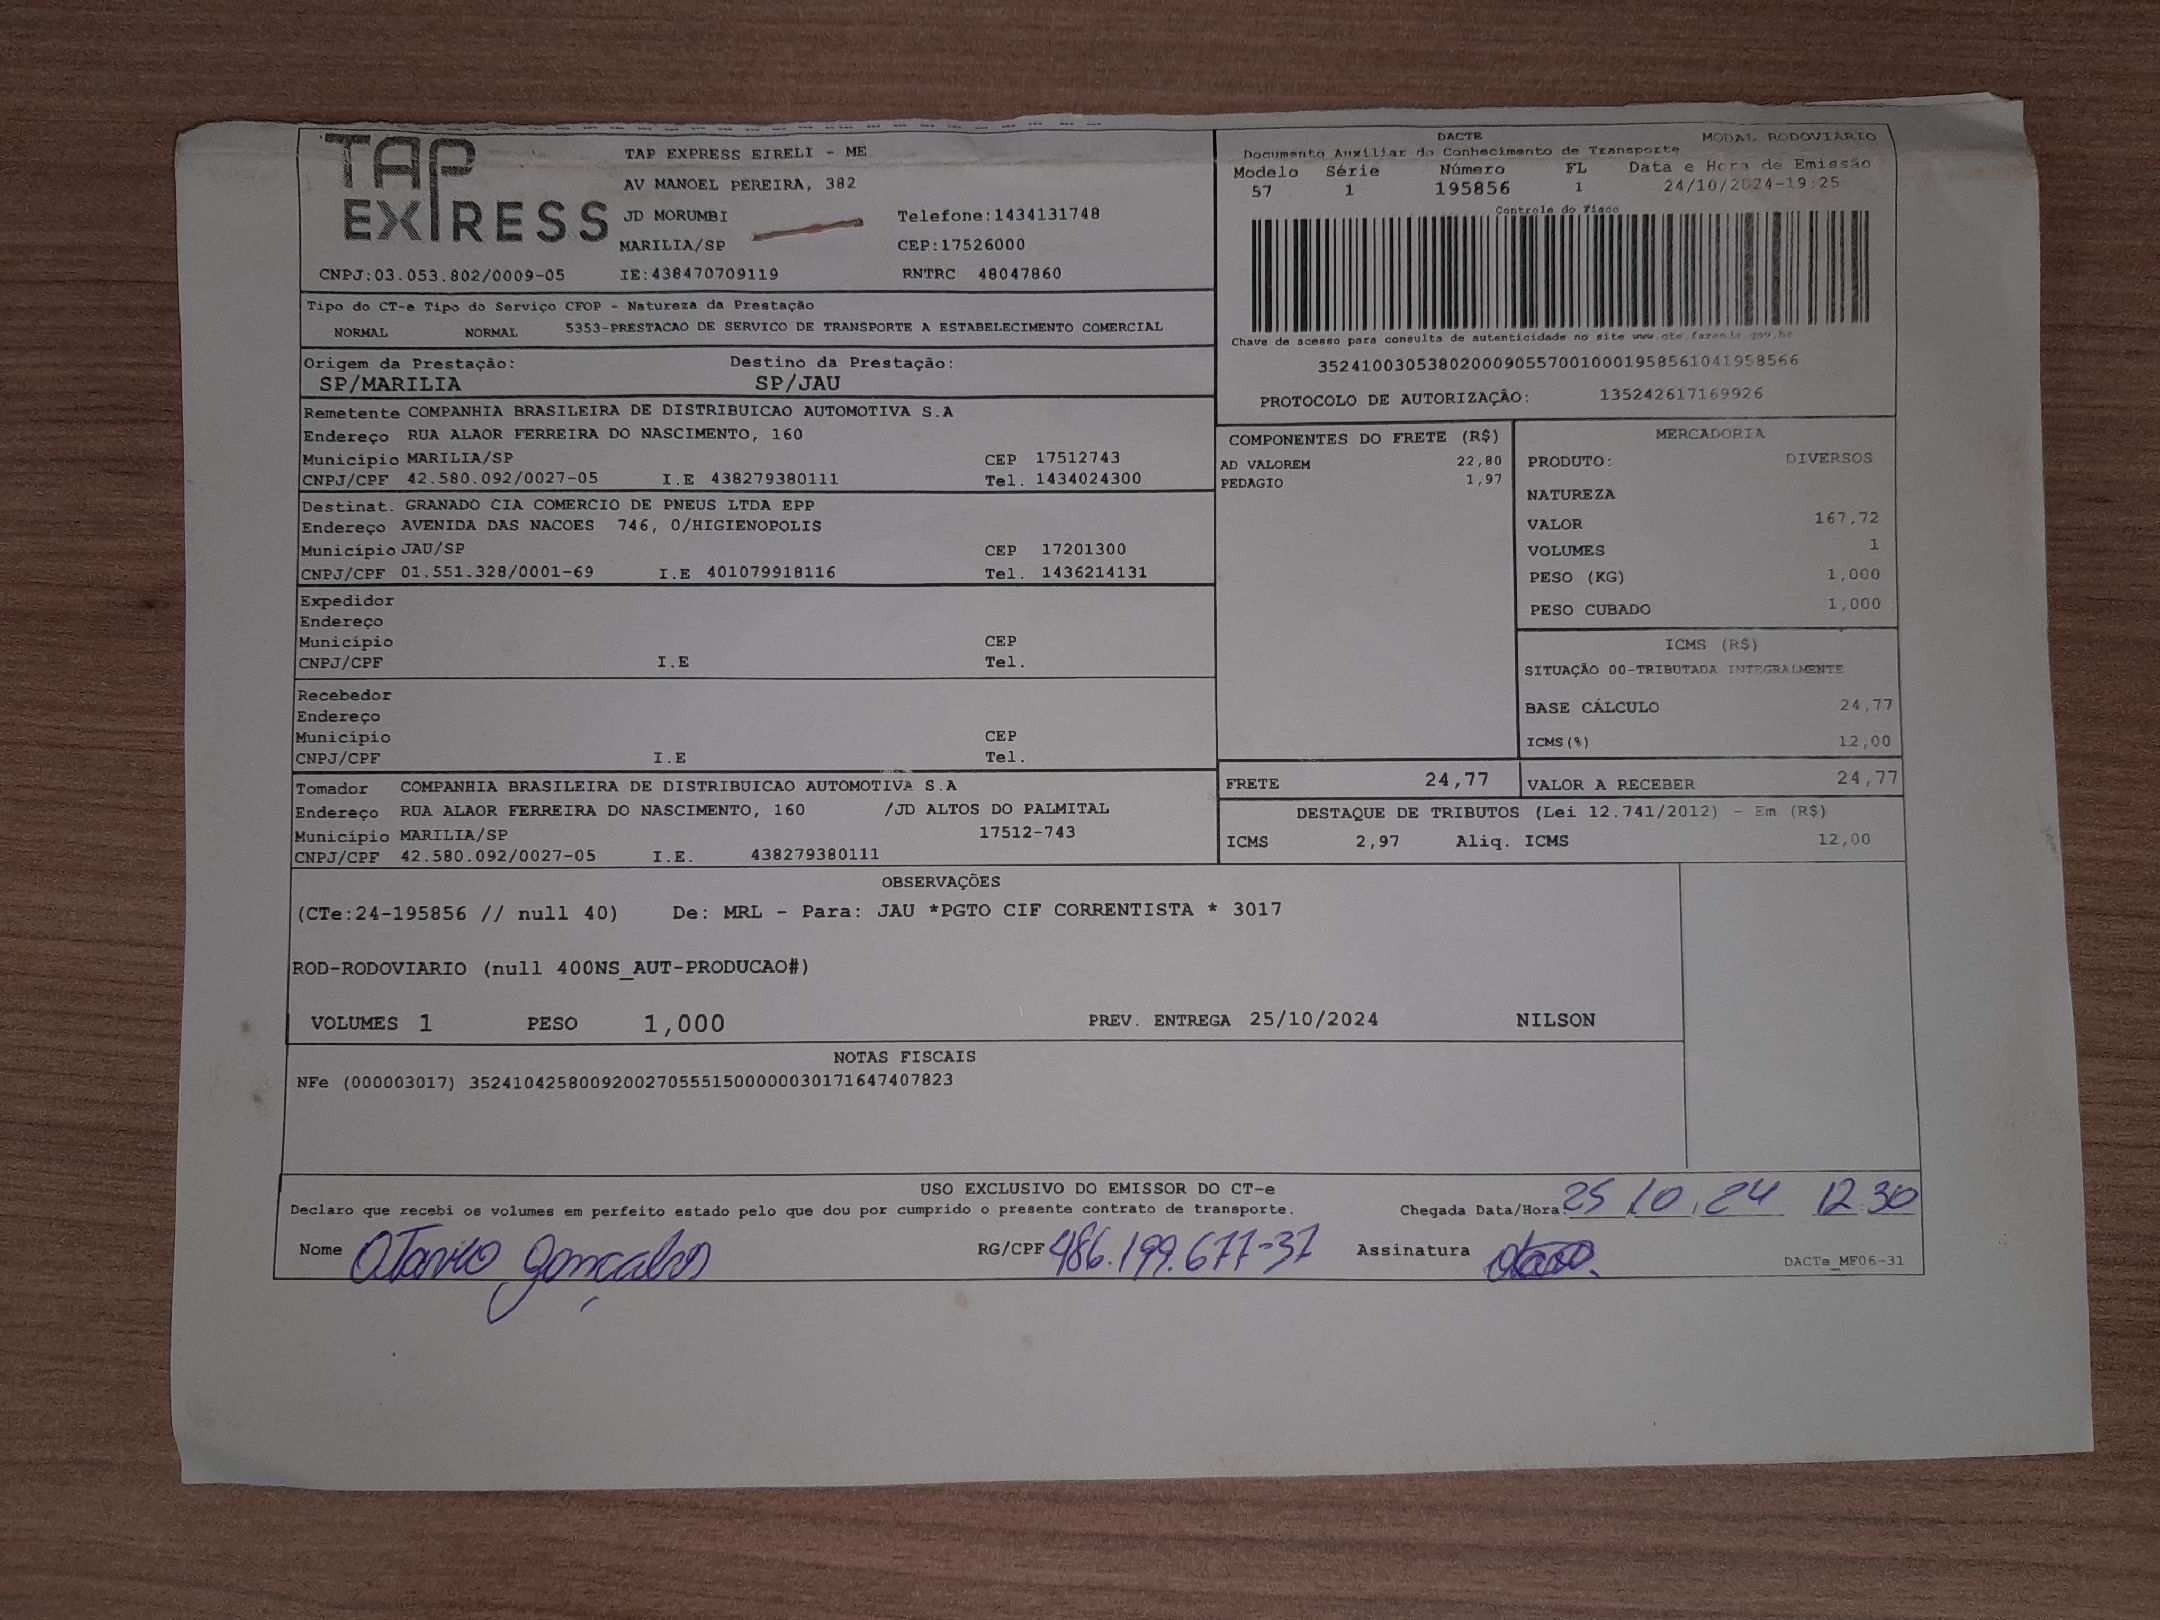 TAP EXPRESS
TAP EXPRESS EIRELI - ME
AV MANOEL PEREIRA, 382
JD MORUMBI Telefone:1434131748
MARILIA/SP CEP:17526000
CNPJ:03.053.802/0009-05 IE:438470709119 RNTRC 48047860
DACTE MODAL RODOVIÁRIO
Documento Auxiliar do Conhecimento de Transporte
Modelo Série Número FL Data e Hora de Emissão
57 1 195856 1 24/10/2024-19:25
Controle do Fisco
Chave de acesso para consulta de autenticidade no site www.cte.fazenda.gov.br
35241003053802000905570010001958561041958566
PROTOCOLO DE AUTORIZAÇÃO: 135242617169926
Tipo do CT-e Tipo do Serviço CFOP - Natureza da Prestação
NORMAL NORMAL 5353-PRESTACAO DE SERVICO DE TRANSPORTE A ESTABELECIMENTO COMERCIAL
Origem da Prestação: Destino da Prestação:
SP/MARILIA SP/JAU
Remetente COMPANHIA BRASILEIRA DE DISTRIBUICAO AUTOMOTIVA S.A
Endereço RUA ALAOR FERREIRA DO NASCIMENTO, 160
Município MARILIA/SP CEP 17512743
CNPJ/CPF 42.580.092/0027-05 I.E 438279380111 Tel. 1434024300
Destinat. GRANADO CIA COMERCIO DE PNEUS LTDA EPP
Endereço AVENIDA DAS NACOES 746, 0/HIGIENOPOLIS
Município JAU/SP CEP 17201300
CNPJ/CPF 01.551.328/0001-69 I.E 401079918116 Tel. 1436214131
Expedidor
Endereço
Município CEP
CNPJ/CPF I.E Tel.
Recebedor
Endereço
Município CEP
CNPJ/CPF I.E Tel.
Tomador COMPANHIA BRASILEIRA DE DISTRIBUICAO AUTOMOTIVA S.A
Endereço RUA ALAOR FERREIRA DO NASCIMENTO, 160 /JD ALTOS DO PALMITAL
Município MARILIA/SP 17512-743
CNPJ/CPF 42.580.092/0027-05 I.E. 438279380111
COMPONENTES DO FRETE (R$)
AD VALOREM 22,80
PEDAGIO 1,97
MERCADORIA
PRODUTO: DIVERSOS
NATUREZA
VALOR 167,72
VOLUMES 1
PESO (KG) 1,000
PESO CUBADO 1,000
ICMS (R$)
SITUAÇÃO 00-TRIBUTADA INTEGRALMENTE
BASE CÁLCULO 24,77
ICMS(%) 12,00
FRETE 24,77 VALOR A RECEBER 24,77
DESTAQUE DE TRIBUTOS (Lei 12.741/2012) - Em (R$)
ICMS 2,97 Aliq. ICMS 12,00
OBSERVAÇÕES
(CTe:24-195856 // null 40) De: MRL - Para: JAU *PGTO CIF CORRENTISTA * 3017
ROD-RODOVIARIO (null 400NS_AUT-PRODUCAO#)
VOLUMES 1 PESO 1,000 PREV. ENTREGA 25/10/2024 NILSON
NOTAS FISCAIS
NFe (000003017) 35241042580092002705551500000030171647407823
USO EXCLUSIVO DO EMISSOR DO CT-e
Declaro que recebi os volumes em perfeito estado pelo que dou por cumprido o presente contrato de transporte. Chegada Data/Hora: 25/10/24 12:30
Nome Otavio Gonçalves RG/CPF 486.199.677-37 Assinatura Otavio DACTe_MF06-31